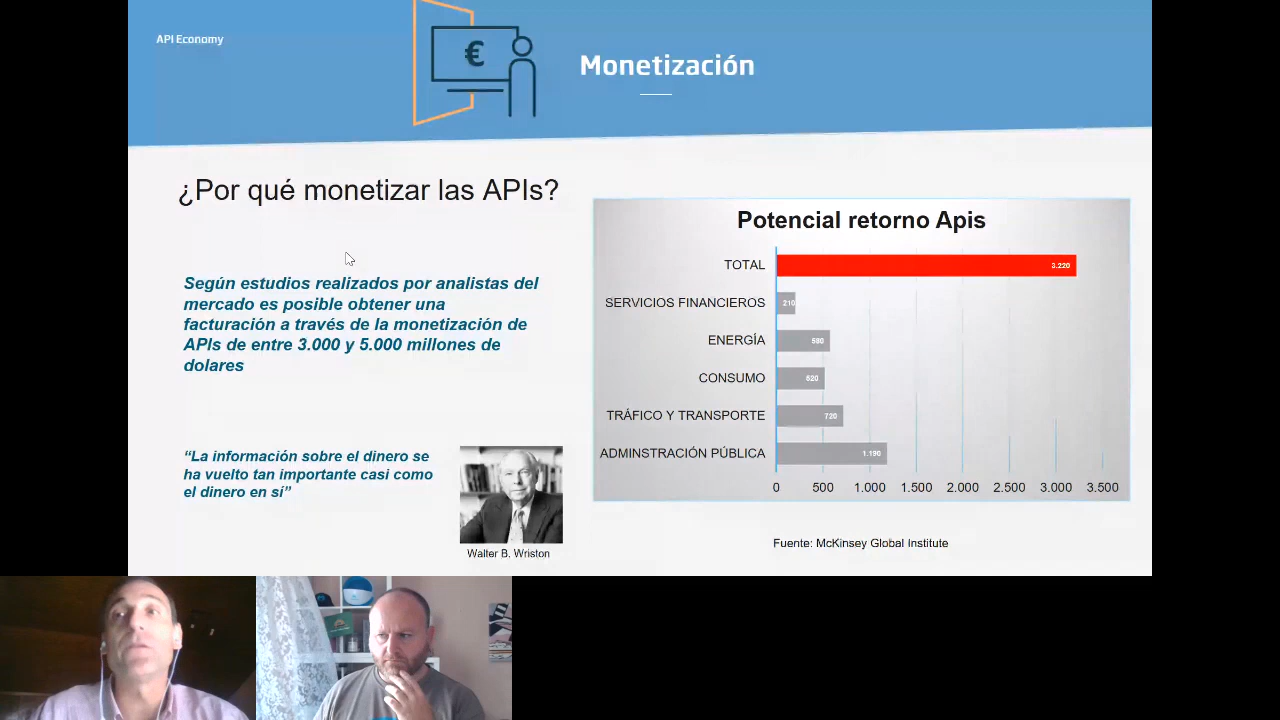 API Economy
€
Monetización
¿Por qué monetizar las APIs?
Según estudios realizados por analistas del
mercado es posible obtener una
facturación a través de la monetización de
APIs de entre 3.000 y 5.000 millones de
dolares
“La información sobre el dinero se
ha vuelto tan importante casi como
el dinero en sí”
Walter B. Wriston
Potencial retorno Apis
TOTAL
3.220
SERVICIOS FINANCIEROS
210
ENERGÍA
580
CONSUMO
520
TRÁFICO Y TRANSPORTE
720
ADMINSTRACIÓN PÚBLICA
1.190
0 500 1.000 1.500 2.000 2.500 3.000 3.500
Fuente: McKinsey Global Institute